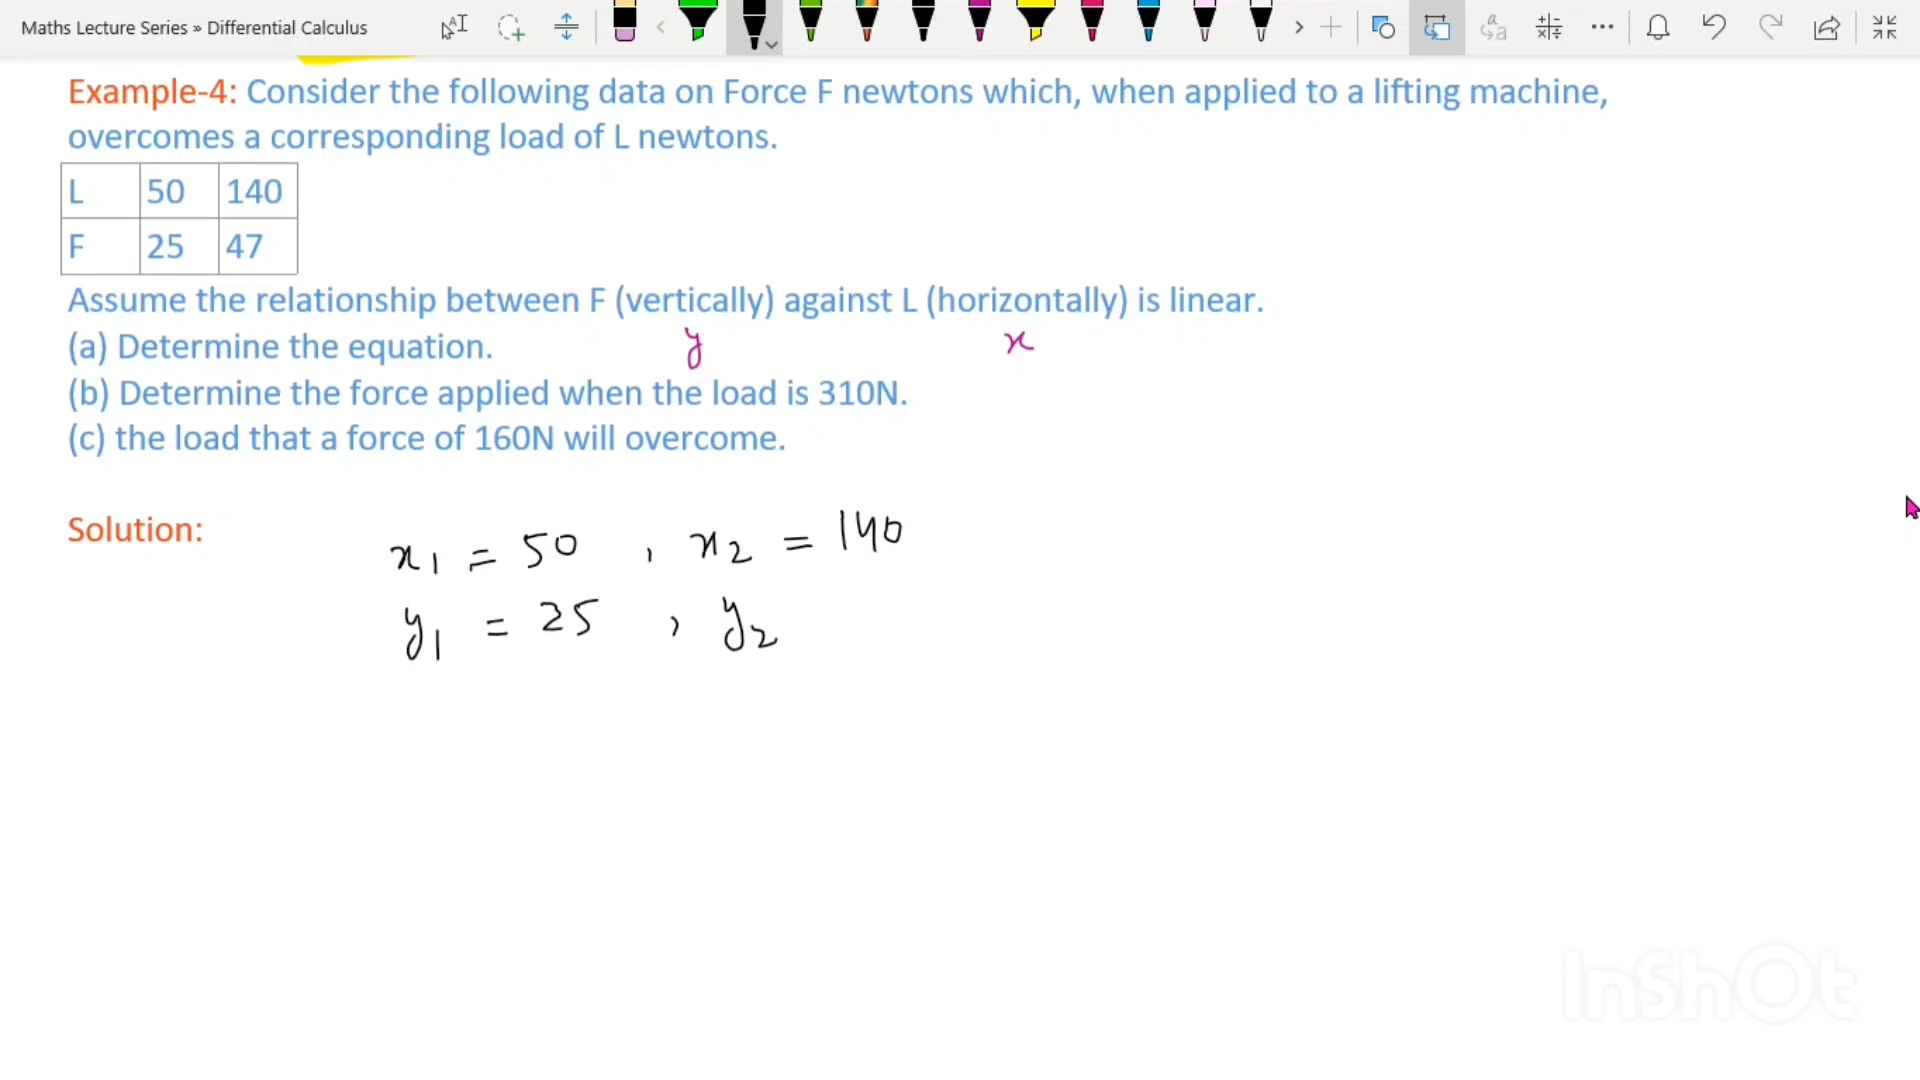 Maths Lecture Series » Differential Calculus
Example-4: Consider the following data on Force F newtons which, when applied to a lifting machine,
overcomes a corresponding load of L newtons.
L 50 140
F 25 47
Assume the relationship between F (vertically) against L (horizontally) is linear.
y x
(a) Determine the equation.
(b) Determine the force applied when the load is 310N.
(c) the load that a force of 160N will overcome.
Solution:
x₁ = 50 , x₂ = 140
y₁ = 25 , y₂
InShOt